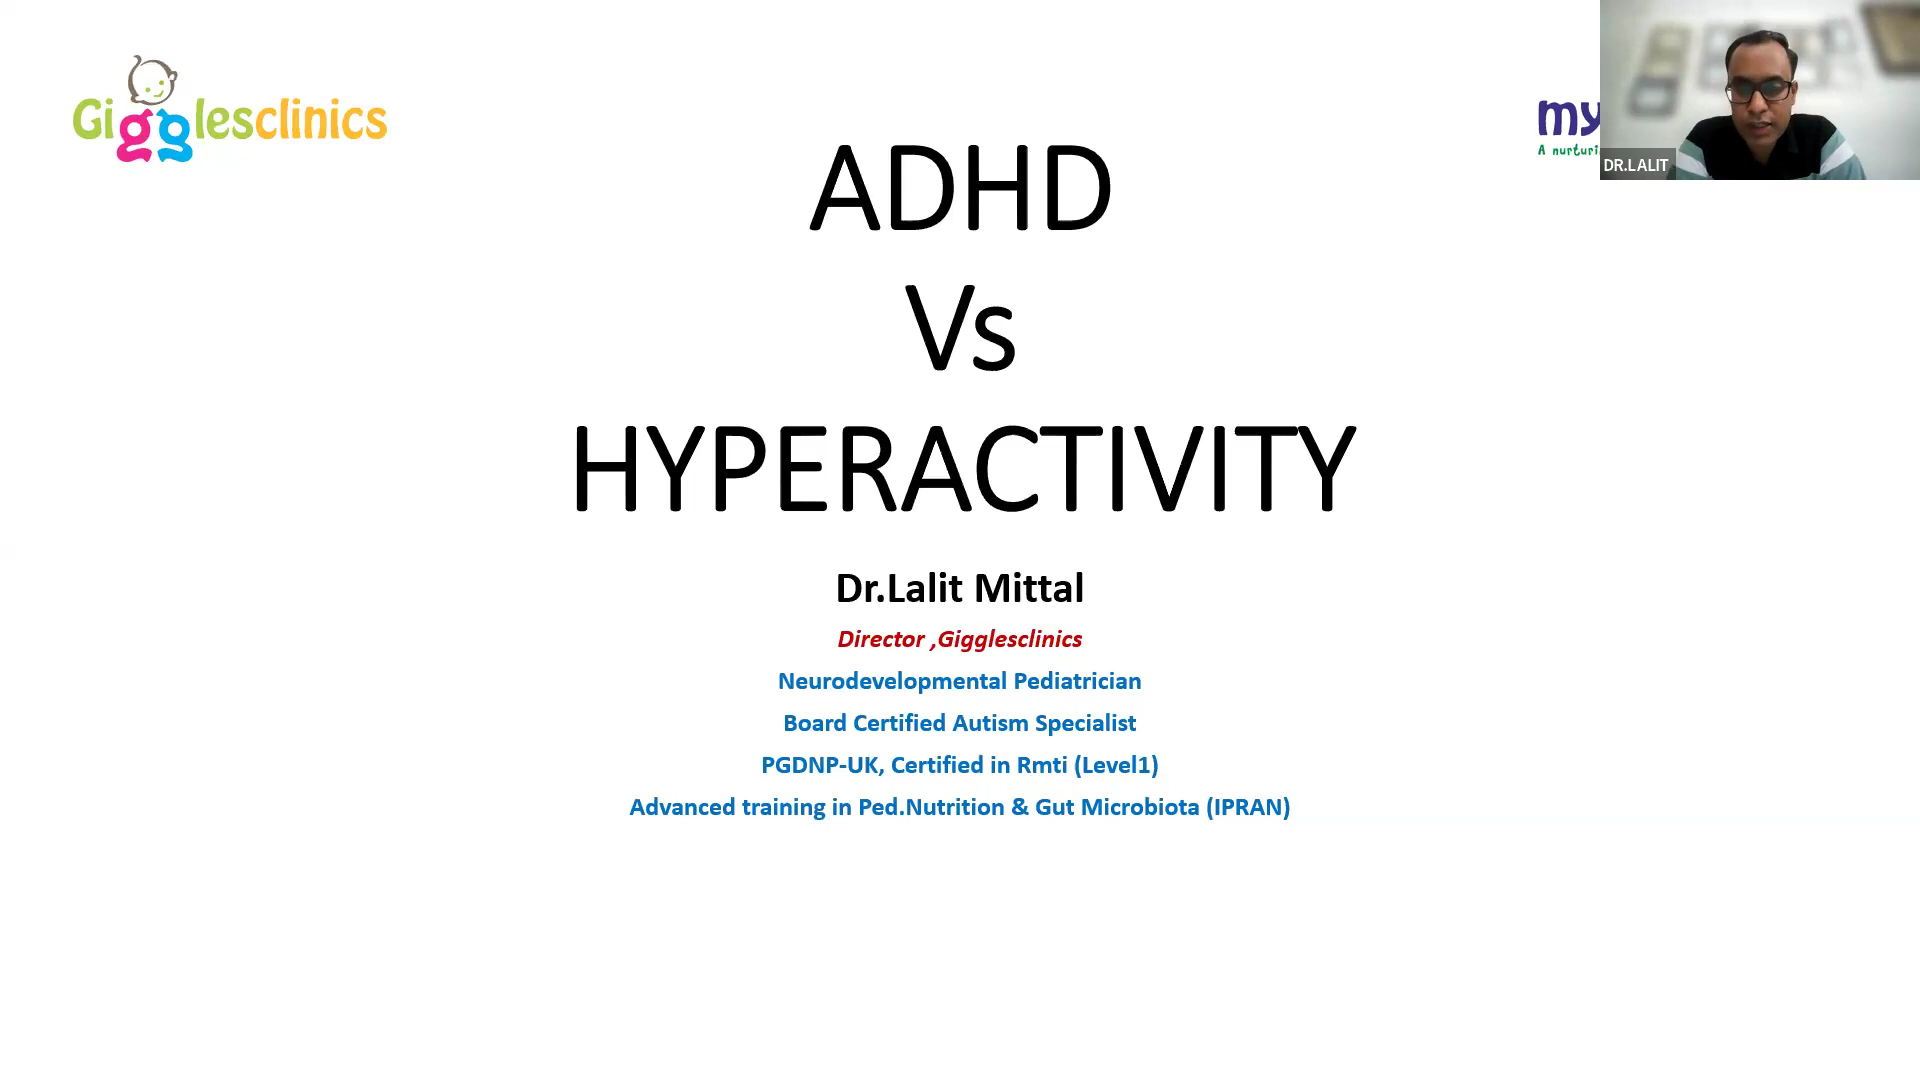 Gigglesclinics
my
A nurturi
DR.LALIT
ADHD
Vs
HYPERACTIVITY
Dr.Lalit Mittal
Director ,Gigglesclinics
Neurodevelopmental Pediatrician
Board Certified Autism Specialist
PGDNP-UK, Certified in Rmti (Level1)
Advanced training in Ped.Nutrition & Gut Microbiota (IPRAN)